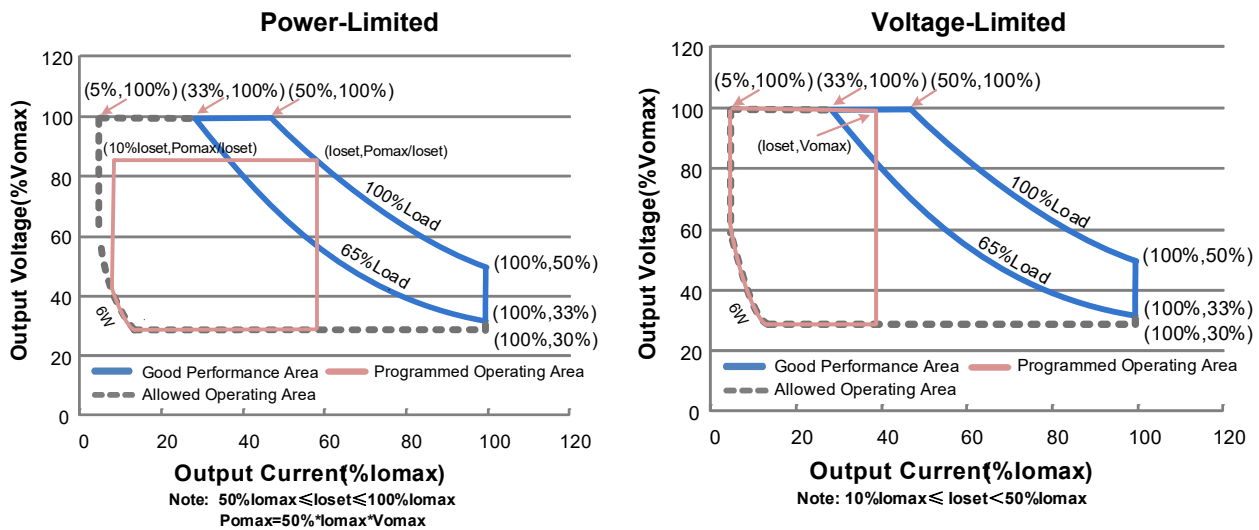 Power-Limited
120
100
80
60
40
20
0
Output Voltage(%Vomax)
(5%,100%) (33%,100%) (50%,100%)
(10%Ioset,Pomax/Ioset)
(Ioset,Pomax/Ioset)
100%Load
65%Load
6W
(100%,50%)
(100%,33%)
(100%,30%)
Good Performance Area
Programmed Operating Area
Allowed Operating Area
0 20 40 60 80 100 120
Output Current(%Iomax)
Note: 50%Iomax≤Ioset≤100%Iomax
Pomax=50%*Iomax*Vomax
Voltage-Limited
120
100
80
60
40
20
0
Output Voltage(%Vomax)
(5%,100%) (33%,100%) (50%,100%)
(Ioset,Vomax)
100%Load
65%Load
6W
(100%,50%)
(100%,33%)
(100%,30%)
Good Performance Area
Programmed Operating Area
Allowed Operating Area
0 20 40 60 80 100 120
Output Current(%Iomax)
Note: 10%Iomax≤ Ioset<50%Iomax